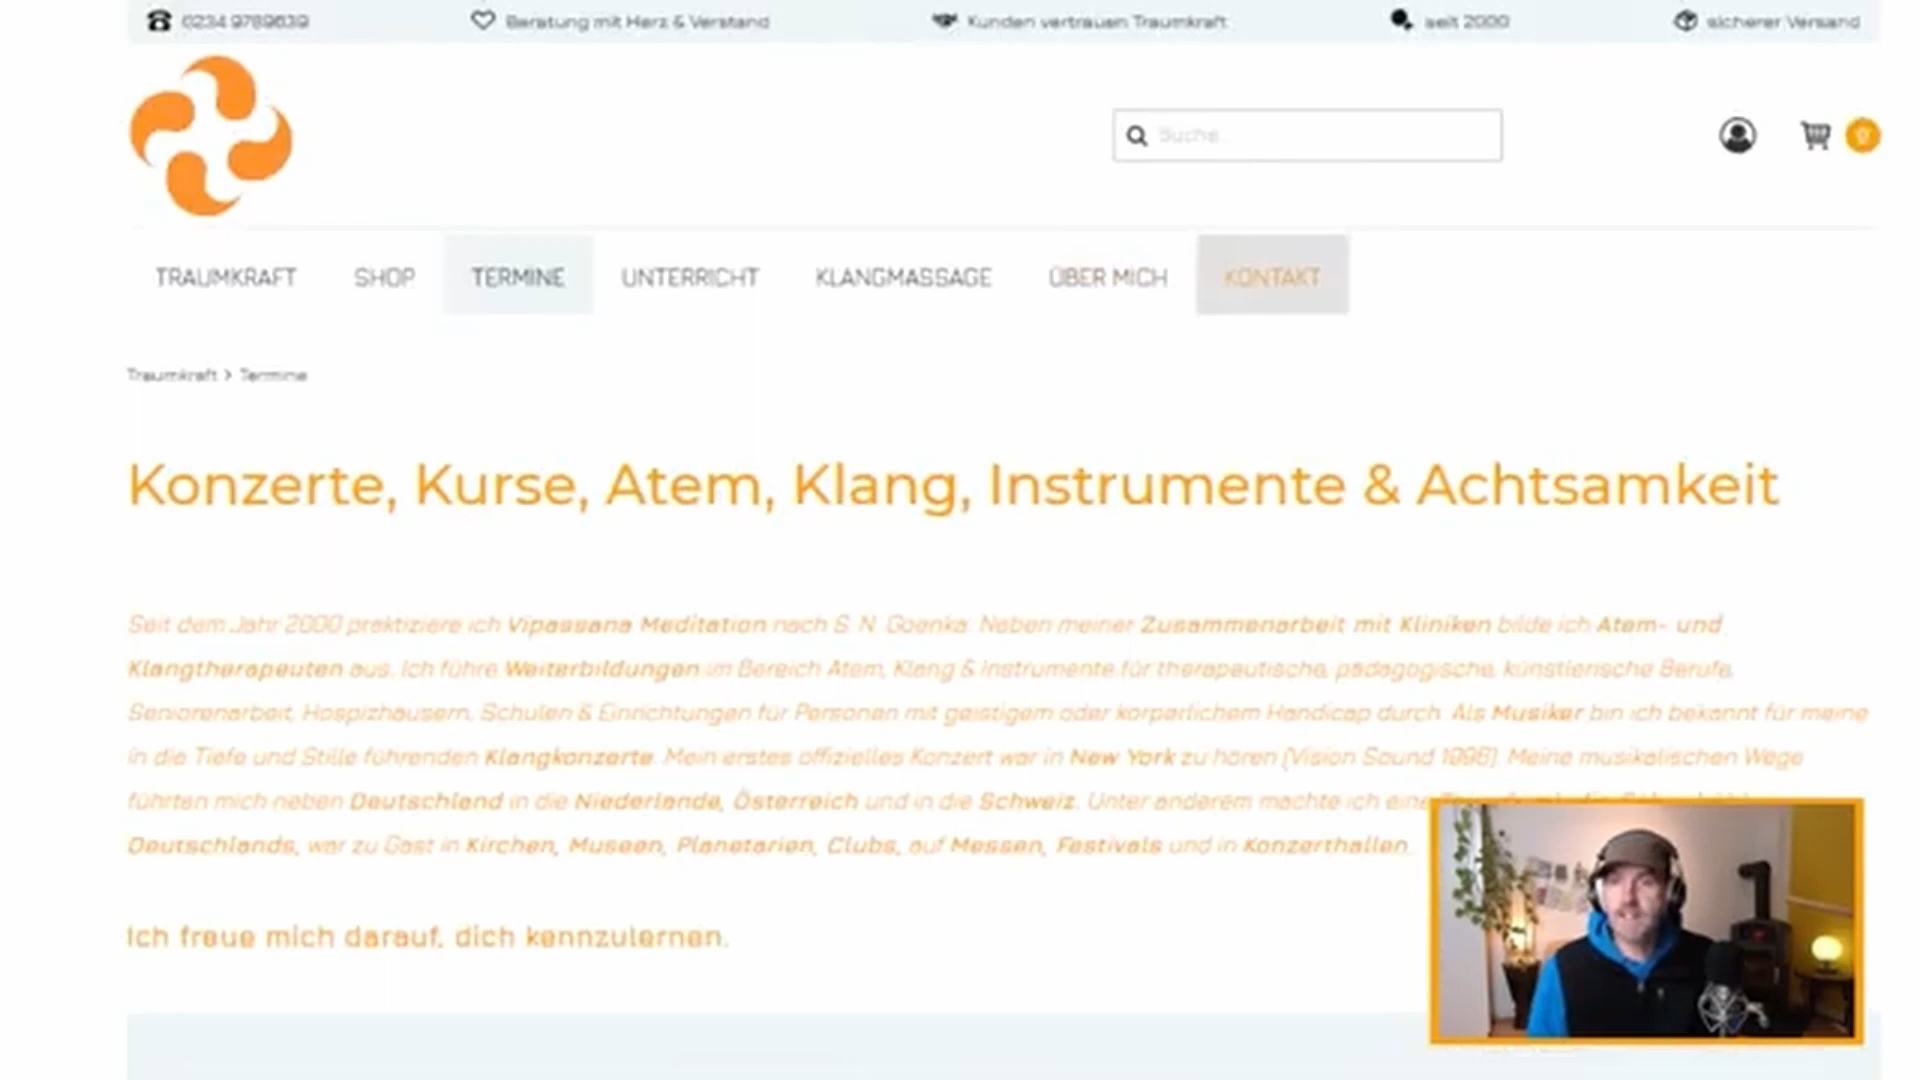 0234 9789639 Beratung mit Herz & Verstand Kunden vertrauen Traumkraft seit 2000 sicherer Versand
Suche... 0
TRAUMKRAFT SHOP TERMINE UNTERRICHT KLANGMASSAGE ÜBER MICH KONTAKT
Traumkraft > Termine
Konzerte, Kurse, Atem, Klang, Instrumente & Achtsamkeit
Seit dem Jahr 2000 praktiziere ich Vipassana Meditation nach S. N. Goenka. Neben meiner Zusammenarbeit mit Kliniken bilde ich Atem- und
Klangtherapeuten aus. Ich führe Weiterbildungen im Bereich Atem, Klang & Instrumente für therapeutische, pädagogische, künstlerische Berufe,
Seniorenarbeit, Hospizhäusern, Schulen & Einrichtungen für Personen mit geistigem oder körperlichem Handicap durch. Als Musiker bin ich bekannt für meine
in die Tiefe und Stille führenden Klangkonzerte. Mein erstes offizielles Konzert war in New York zu hören (Vision Sound 1996). Meine musikalischen Wege
führten mich neben Deutschland in die Niederlande, Österreich und in die Schweiz. Unter anderem machte ich eine
Deutschlands, war zu Gast in Kirchen, Museen, Planetarien, Clubs, auf Messen, Festivals und in Konzerthallen.
Ich freue mich darauf, dich kennzulernen.